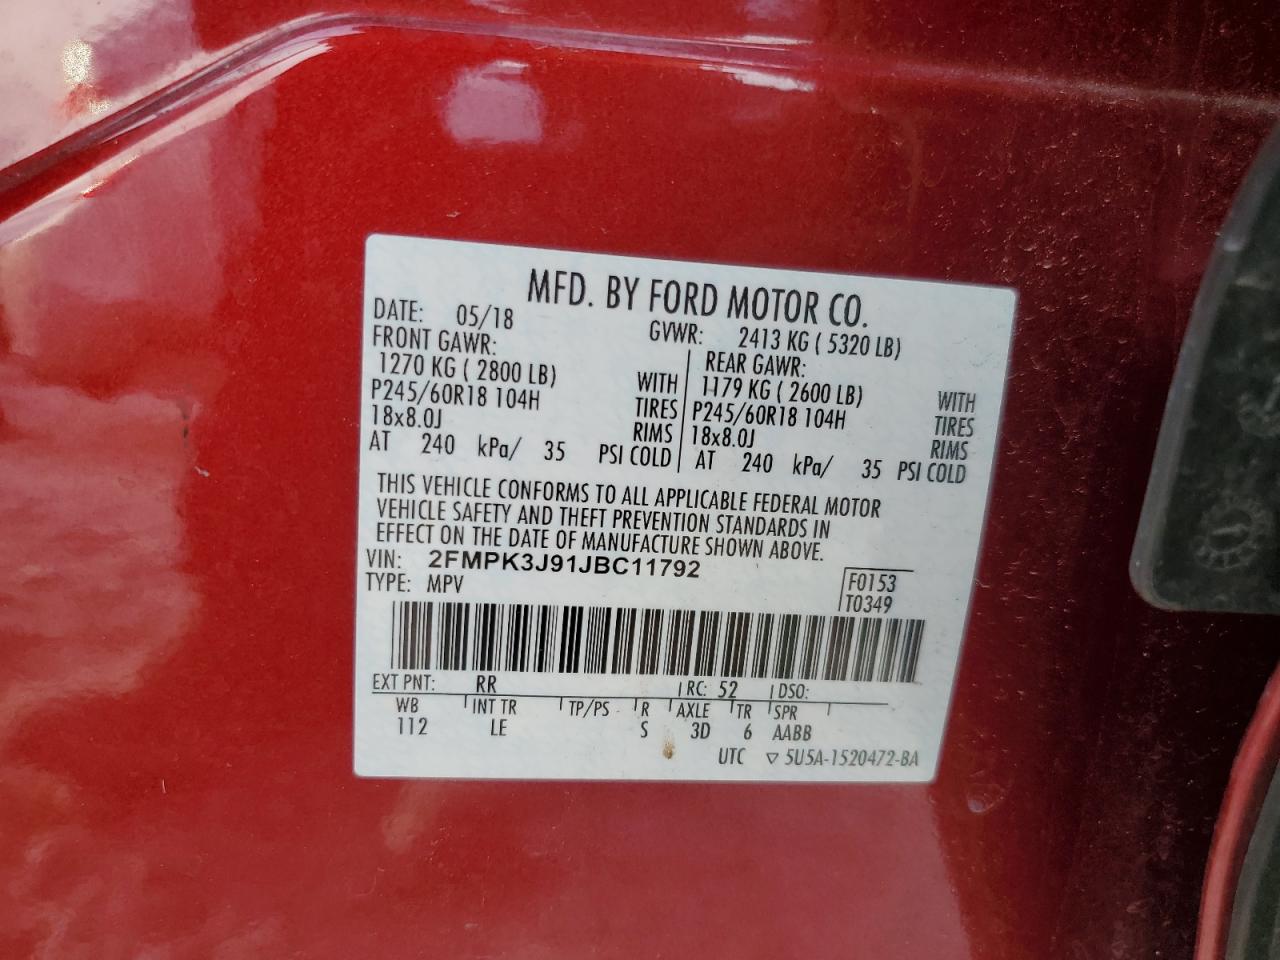 MFD. BY FORD MOTOR CO.
DATE: 05/18 GVWR: 2413 KG ( 5320 LB)
FRONT GAWR: REAR GAWR:
1270 KG ( 2800 LB) WITH 1179 KG ( 2600 LB) WITH
P245/60R18 104H TIRES P245/60R18 104H TIRES
18x8.0J RIMS 18x8.0J RIMS
AT 240 kPa/ 35 PSI COLD AT 240 kPa/ 35 PSI COLD
THIS VEHICLE CONFORMS TO ALL APPLICABLE FEDERAL MOTOR
VEHICLE SAFETY AND THEFT PREVENTION STANDARDS IN
EFFECT ON THE DATE OF MANUFACTURE SHOWN ABOVE.
VIN: 2FMPK3J91JBC11792
TYPE: MPV
F0153
T0349
EXT PNT: RR RC: 52 DSO:
WB INT TR TP/PS R AXLE TR SPR
112 LE S 3D 6 AABB
UTC ▽ 5U5A-1520472-BA